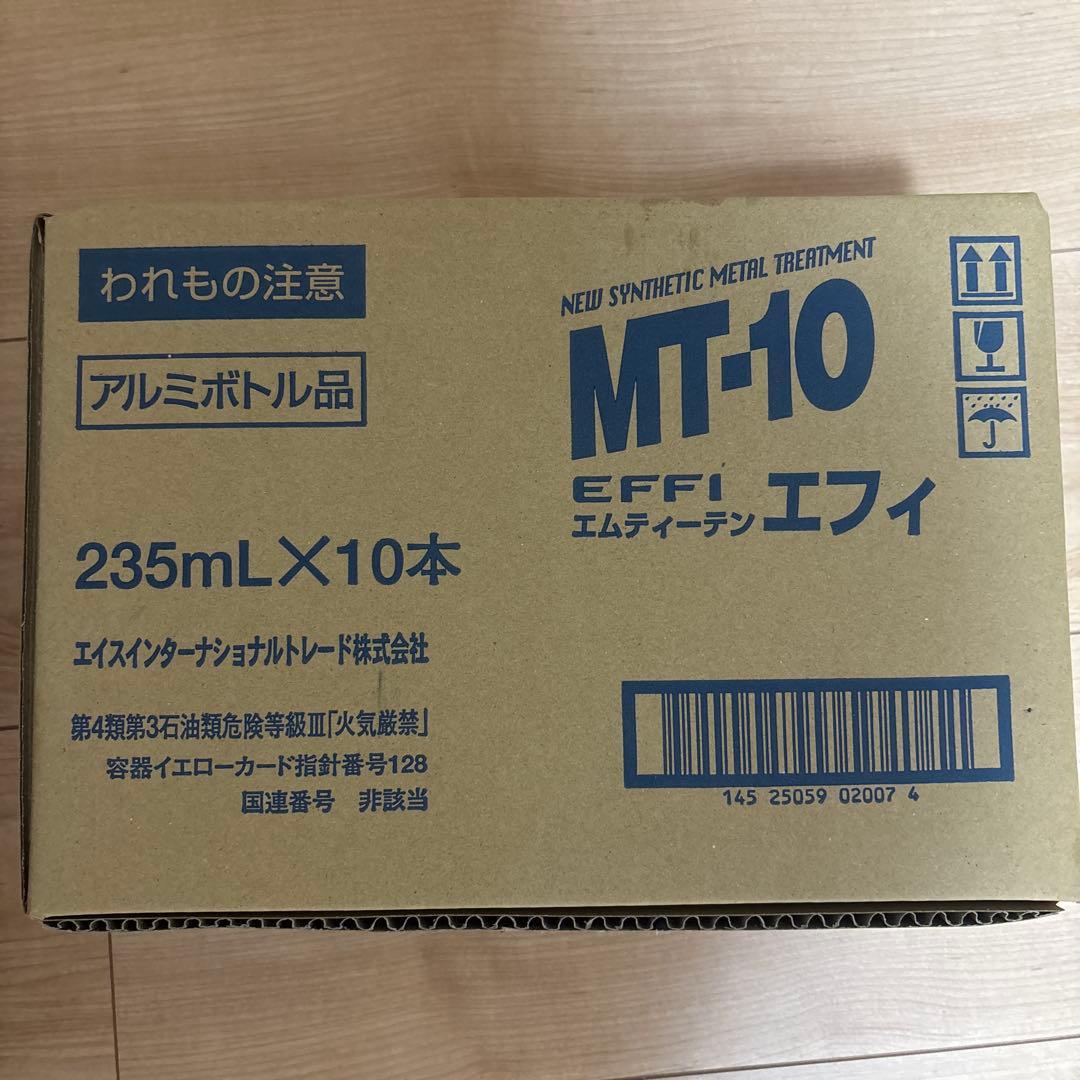 われもの注意
アルミボトル品
235mL×10本
エイスインターナショナルトレード株式会社
第4類第3石油類危険等級Ⅲ「火気厳禁」
容器イエローカード指針番号128
国連番号 非該当
NEW SYNTHETIC METAL TREATMENT
MT-10
EFFI
エムティーテン エフィ
145 25059 02007 4